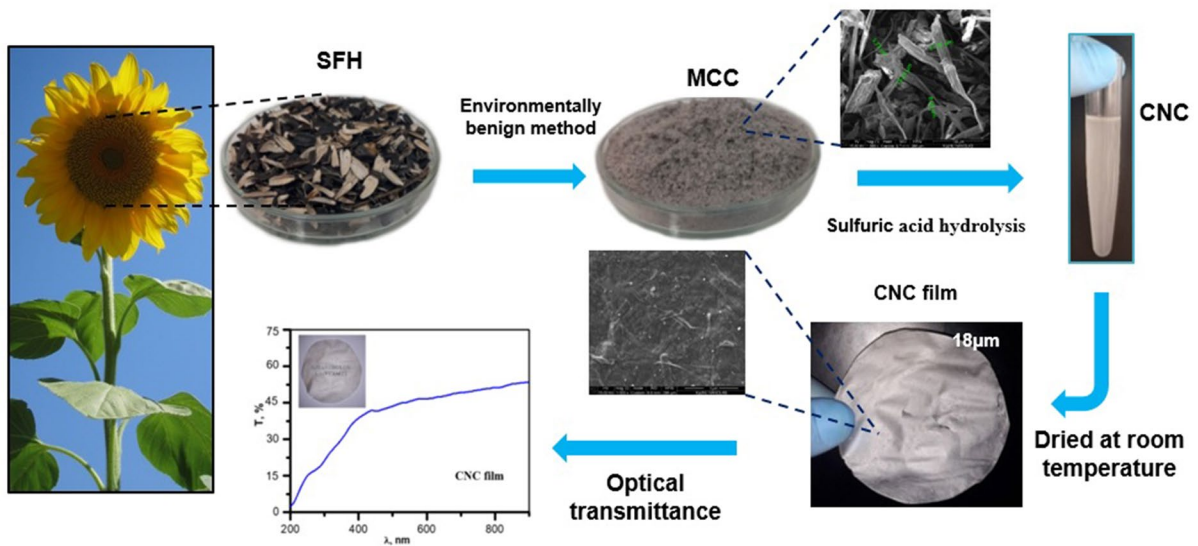 SFH
Environmentally
benign method
MCC
CNC
Sulfuric acid hydrolysis
CNC film
18µm
Dried at room
temperature
Optical
transmittance
75
60
45
30
15
0
T, %
CNC film
200
400
600
800
λ, nm